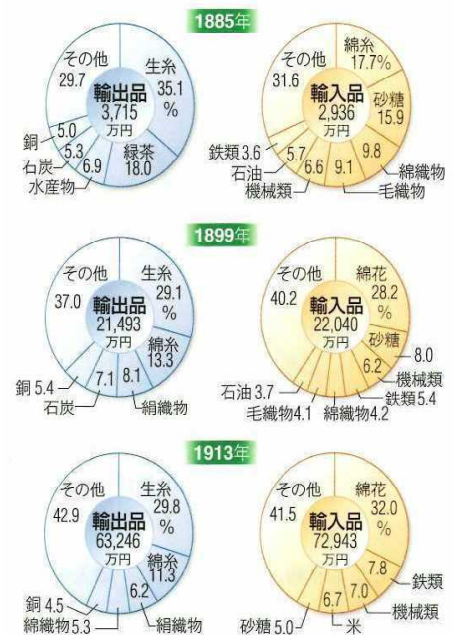 1885年
その他
29.7
生糸
35.1
%
輸出品
3,715
万円
緑茶
18.0
6.9
水産物
5.3
石炭
5.0
銅
その他
31.6
綿糸
17.7%
輸入品
2,936
万円
砂糖
15.9
9.8
綿織物
9.1
毛織物
6.6
機械類
5.7
石油
鉄類3.6
1899年
その他
37.0
生糸
29.1
%
輸出品
21,493
万円
綿糸
13.3
8.1
絹織物
7.1
石炭
銅 5.4
その他
40.2
綿花
28.2
%
輸入品
22,040
万円
砂糖
8.0
6.2
機械類
鉄類5.4
綿織物4.2
毛織物4.1
石油3.7
1913年
その他
42.9
生糸
29.8
%
輸出品
63,246
万円
綿糸
11.3
6.2
絹織物
綿織物5.3
銅 4.5
その他
41.5
綿花
32.0
%
輸入品
72,943
万円
7.8
鉄類
7.0
機械類
6.7
米
砂糖 5.0